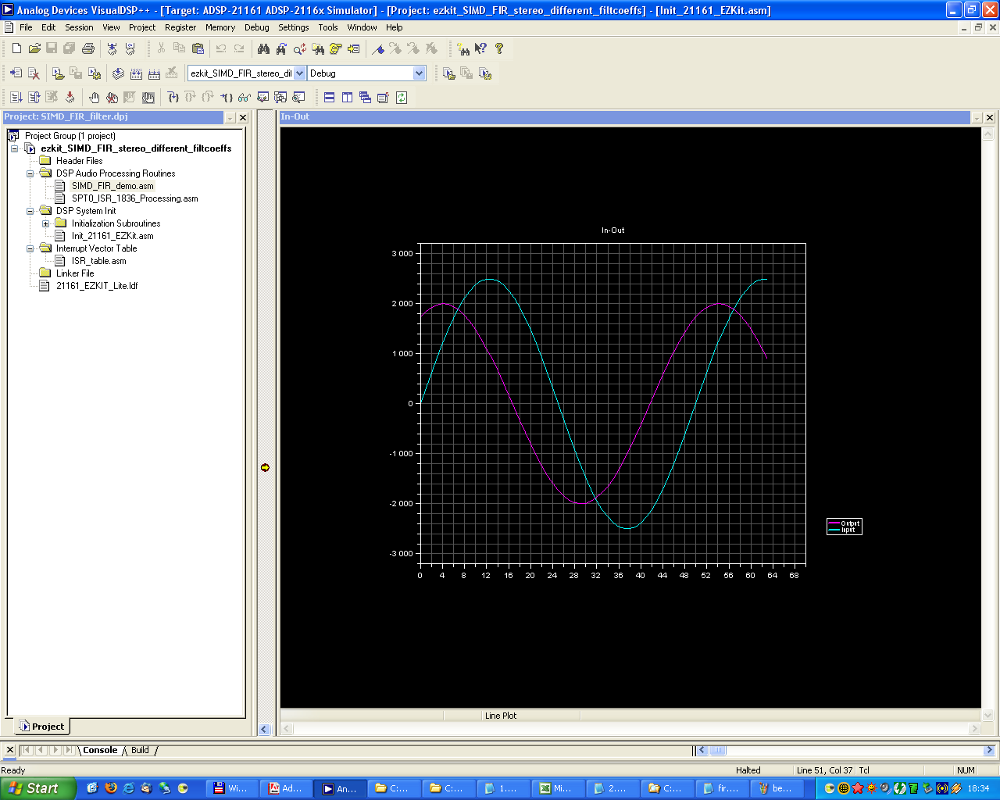 Analog Devices VisualDSP++ - [Target: ADSP-21161 ADSP-2116x Simulator] - [Project: ezkit_SIMD_FIR_stereo_different_filtcoeffs] - [Init_21161_EZKit.asm]
File Edit Session View Project Register Memory Debug Settings Tools Window Help
ezkit_SIMD_FIR_stereo_dif Debug
Project: SIMD_FIR_filter.dpj
In-Out
Project Group (1 project)
ezkit_SIMD_FIR_stereo_different_filtcoeffs
Header Files
DSP Audio Processing Routines
SIMD_FIR_demo.asm
SPT0_ISR_1836_Processing.asm
DSP System Init
Initialization Subroutines
Init_21161_EZKit.asm
Interrupt Vector Table
ISR_table.asm
Linker File
21161_EZKIT_Lite.ldf
In-Out
3 000
2 000
1 000
0
-1 000
-2 000
-3 000
0 4 8 12 16 20 24 28 32 36 40 44 48 52 56 60 64 68
Output
Input
Line Plot
Project
Console Build
Ready Halted Line 51, Col 37 Tcl NUM
Start Wi... Ad... An... C:... C:... 1.... Mi... 2.... C:... fir.... be... 18:34